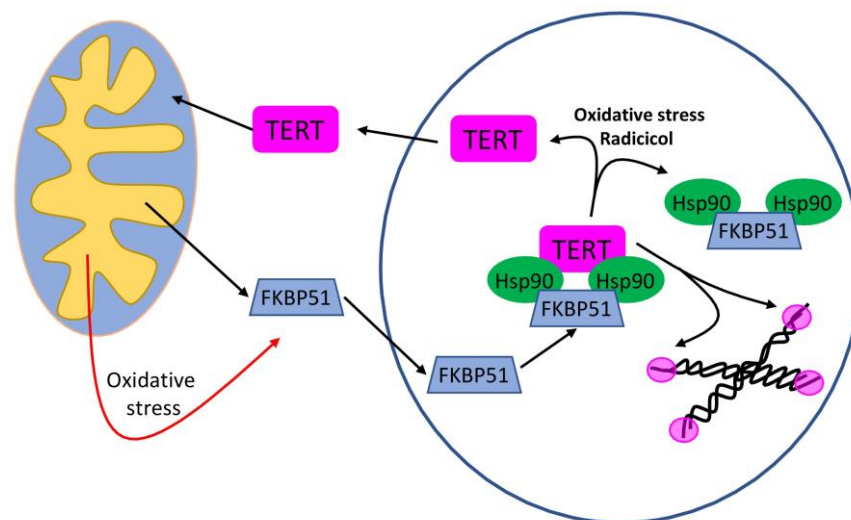 TERT
TERT
Oxidative stress
Radicicol
Hsp90
Hsp90
FKBP51
TERT
Hsp90
Hsp90
FKBP51
FKBP51
FKBP51
Oxidative
stress